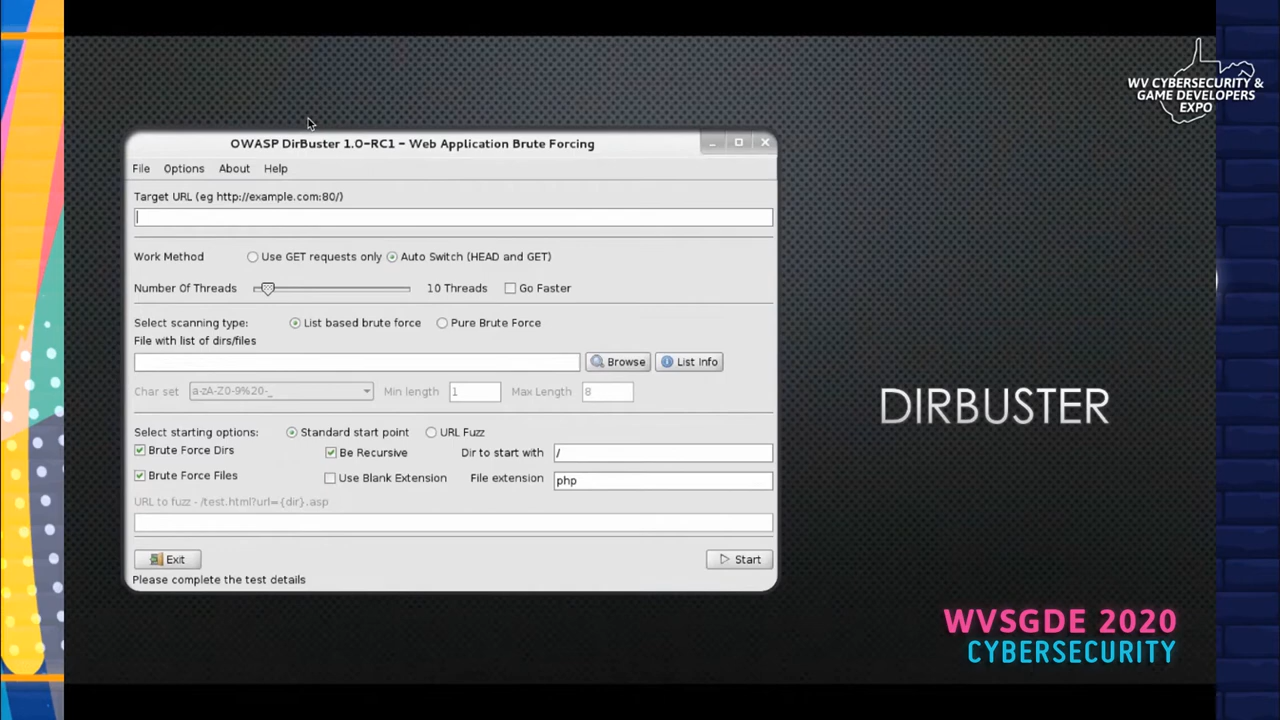 WV CYBERSECURITY &
GAME DEVELOPERS
EXPO
OWASP DirBuster 1.0-RC1 - Web Application Brute Forcing
File Options About Help
Target URL (eg http://example.com:80/)
Work Method Use GET requests only Auto Switch (HEAD and GET)
Number Of Threads 10 Threads Go Faster
Select scanning type: List based brute force Pure Brute Force
File with list of dirs/files
Browse List Info
Char set a-zA-Z0-9%20-_ Min length 1 Max Length 8
Select starting options: Standard start point URL Fuzz
Brute Force Dirs Be Recursive Dir to start with /
Brute Force Files Use Blank Extension File extension php
URL to fuzz - /test.html?url={dir}.asp
Exit Start
Please complete the test details
DIRBUSTER
WVSGDE 2020
CYBERSECURITY